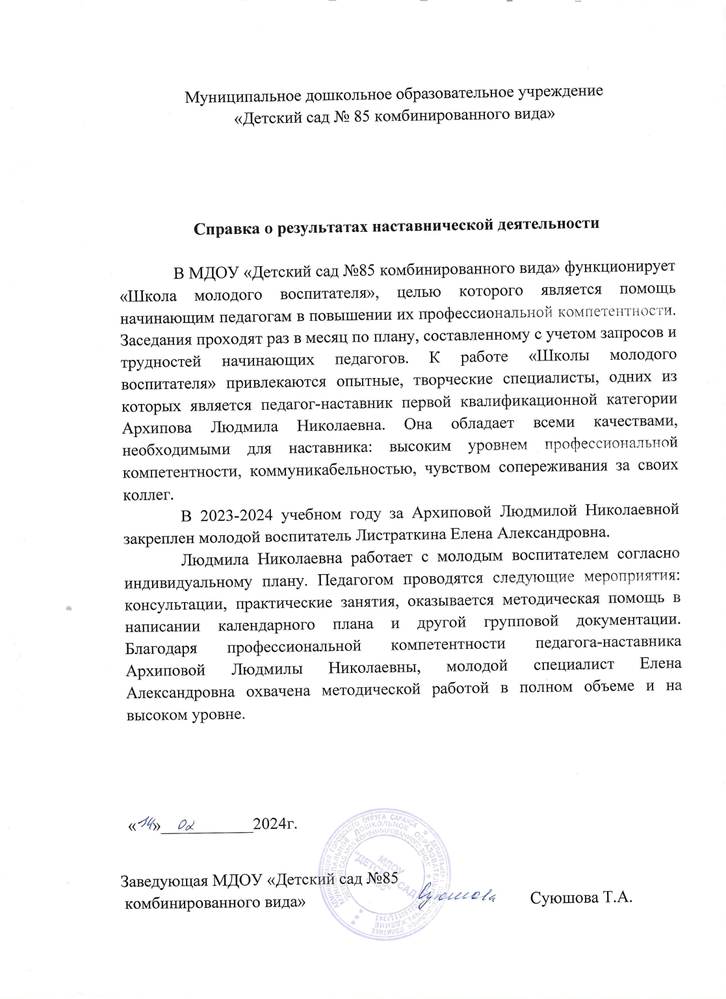 Муниципальное дошкольное образовательное учреждение
«Детский сад № 85 комбинированного вида»
Справка о результатах наставнической деятельности
В МДОУ «Детский сад №85 комбинированного вида» функционирует
«Школа молодого воспитателя», целью которого является помощь
начинающим педагогам в повышении их профессиональной компетентности.
Заседания проходят раз в месяц по плану, составленному с учетом запросов и
трудностей начинающих педагогов. К работе «Школы молодого
воспитателя» привлекаются опытные, творческие специалисты, одних из
которых является педагог-наставник первой квалификационной категории
Архипова Людмила Николаевна. Она обладает всеми качествами,
необходимыми для наставника: высоким уровнем профессиональной
компетентности, коммуникабельностью, чувством сопереживания за своих
коллег.
В 2023-2024 учебном году за Архиповой Людмилой Николаевной
закреплен молодой воспитатель Листраткина Елена Александровна.
Людмила Николаевна работает с молодым воспитателем согласно
индивидуальному плану. Педагогом проводятся следующие мероприятия:
консультации, практические занятия, оказывается методическая помощь в
написании календарного плана и другой групповой документации.
Благодаря профессиональной компетентности педагога-наставника
Архиповой Людмилы Николаевны, молодой специалист Елена
Александровна охвачена методической работой в полном объеме и на
высоком уровне.
«14» 02 2024г.
Заведующая МДОУ «Детский сад №85
комбинированного вида» Суюшова Суюшова Т.А.
МДОУ
"ДЕТСКИЙ САД